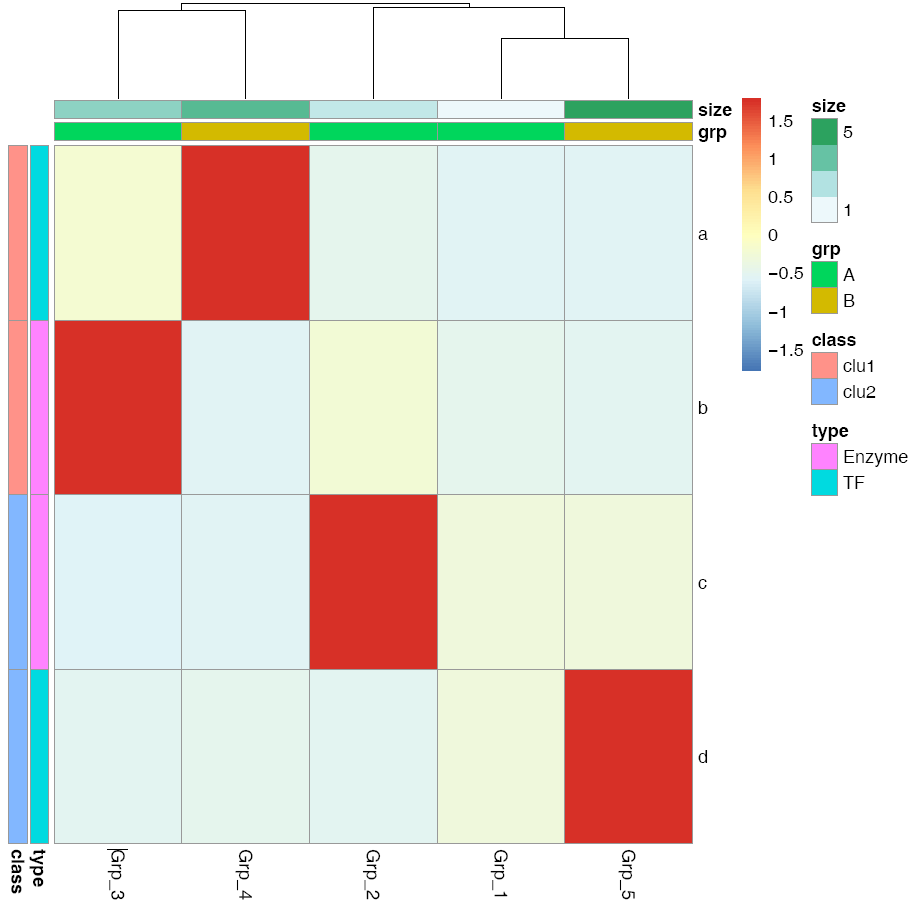 size
grp
a
b
c
d
1.5
1
0.5
0
−0.5
−1
−1.5
size
5
1
grp
A
B
class
clu1
clu2
type
Enzyme
TF
class
type
Grp_3
Grp_4
Grp_2
Grp_1
Grp_5